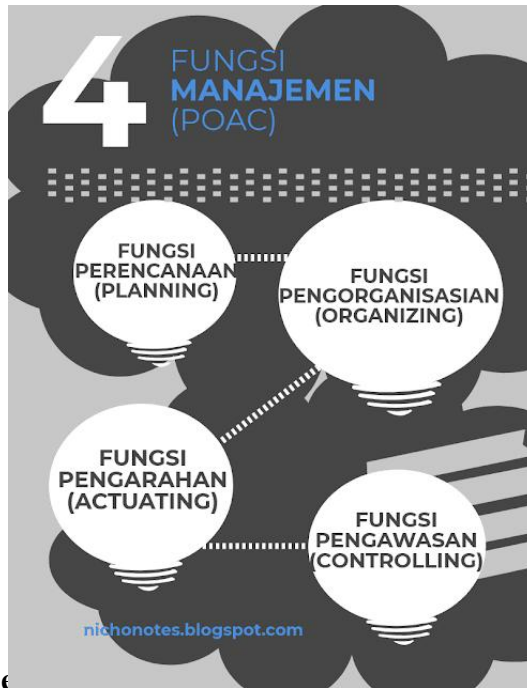 4
FUNGSI
MANAJEMEN
(POAC)
FUNGSI
PERENCANAAN
(PLANNING)
FUNGSI
PENGORGANISASIAN
(ORGANIZING)
FUNGSI
PENGARAHAN
(ACTUATING)
FUNGSI
PENGAWASAN
(CONTROLLING)
nichonotes.blogspot.com